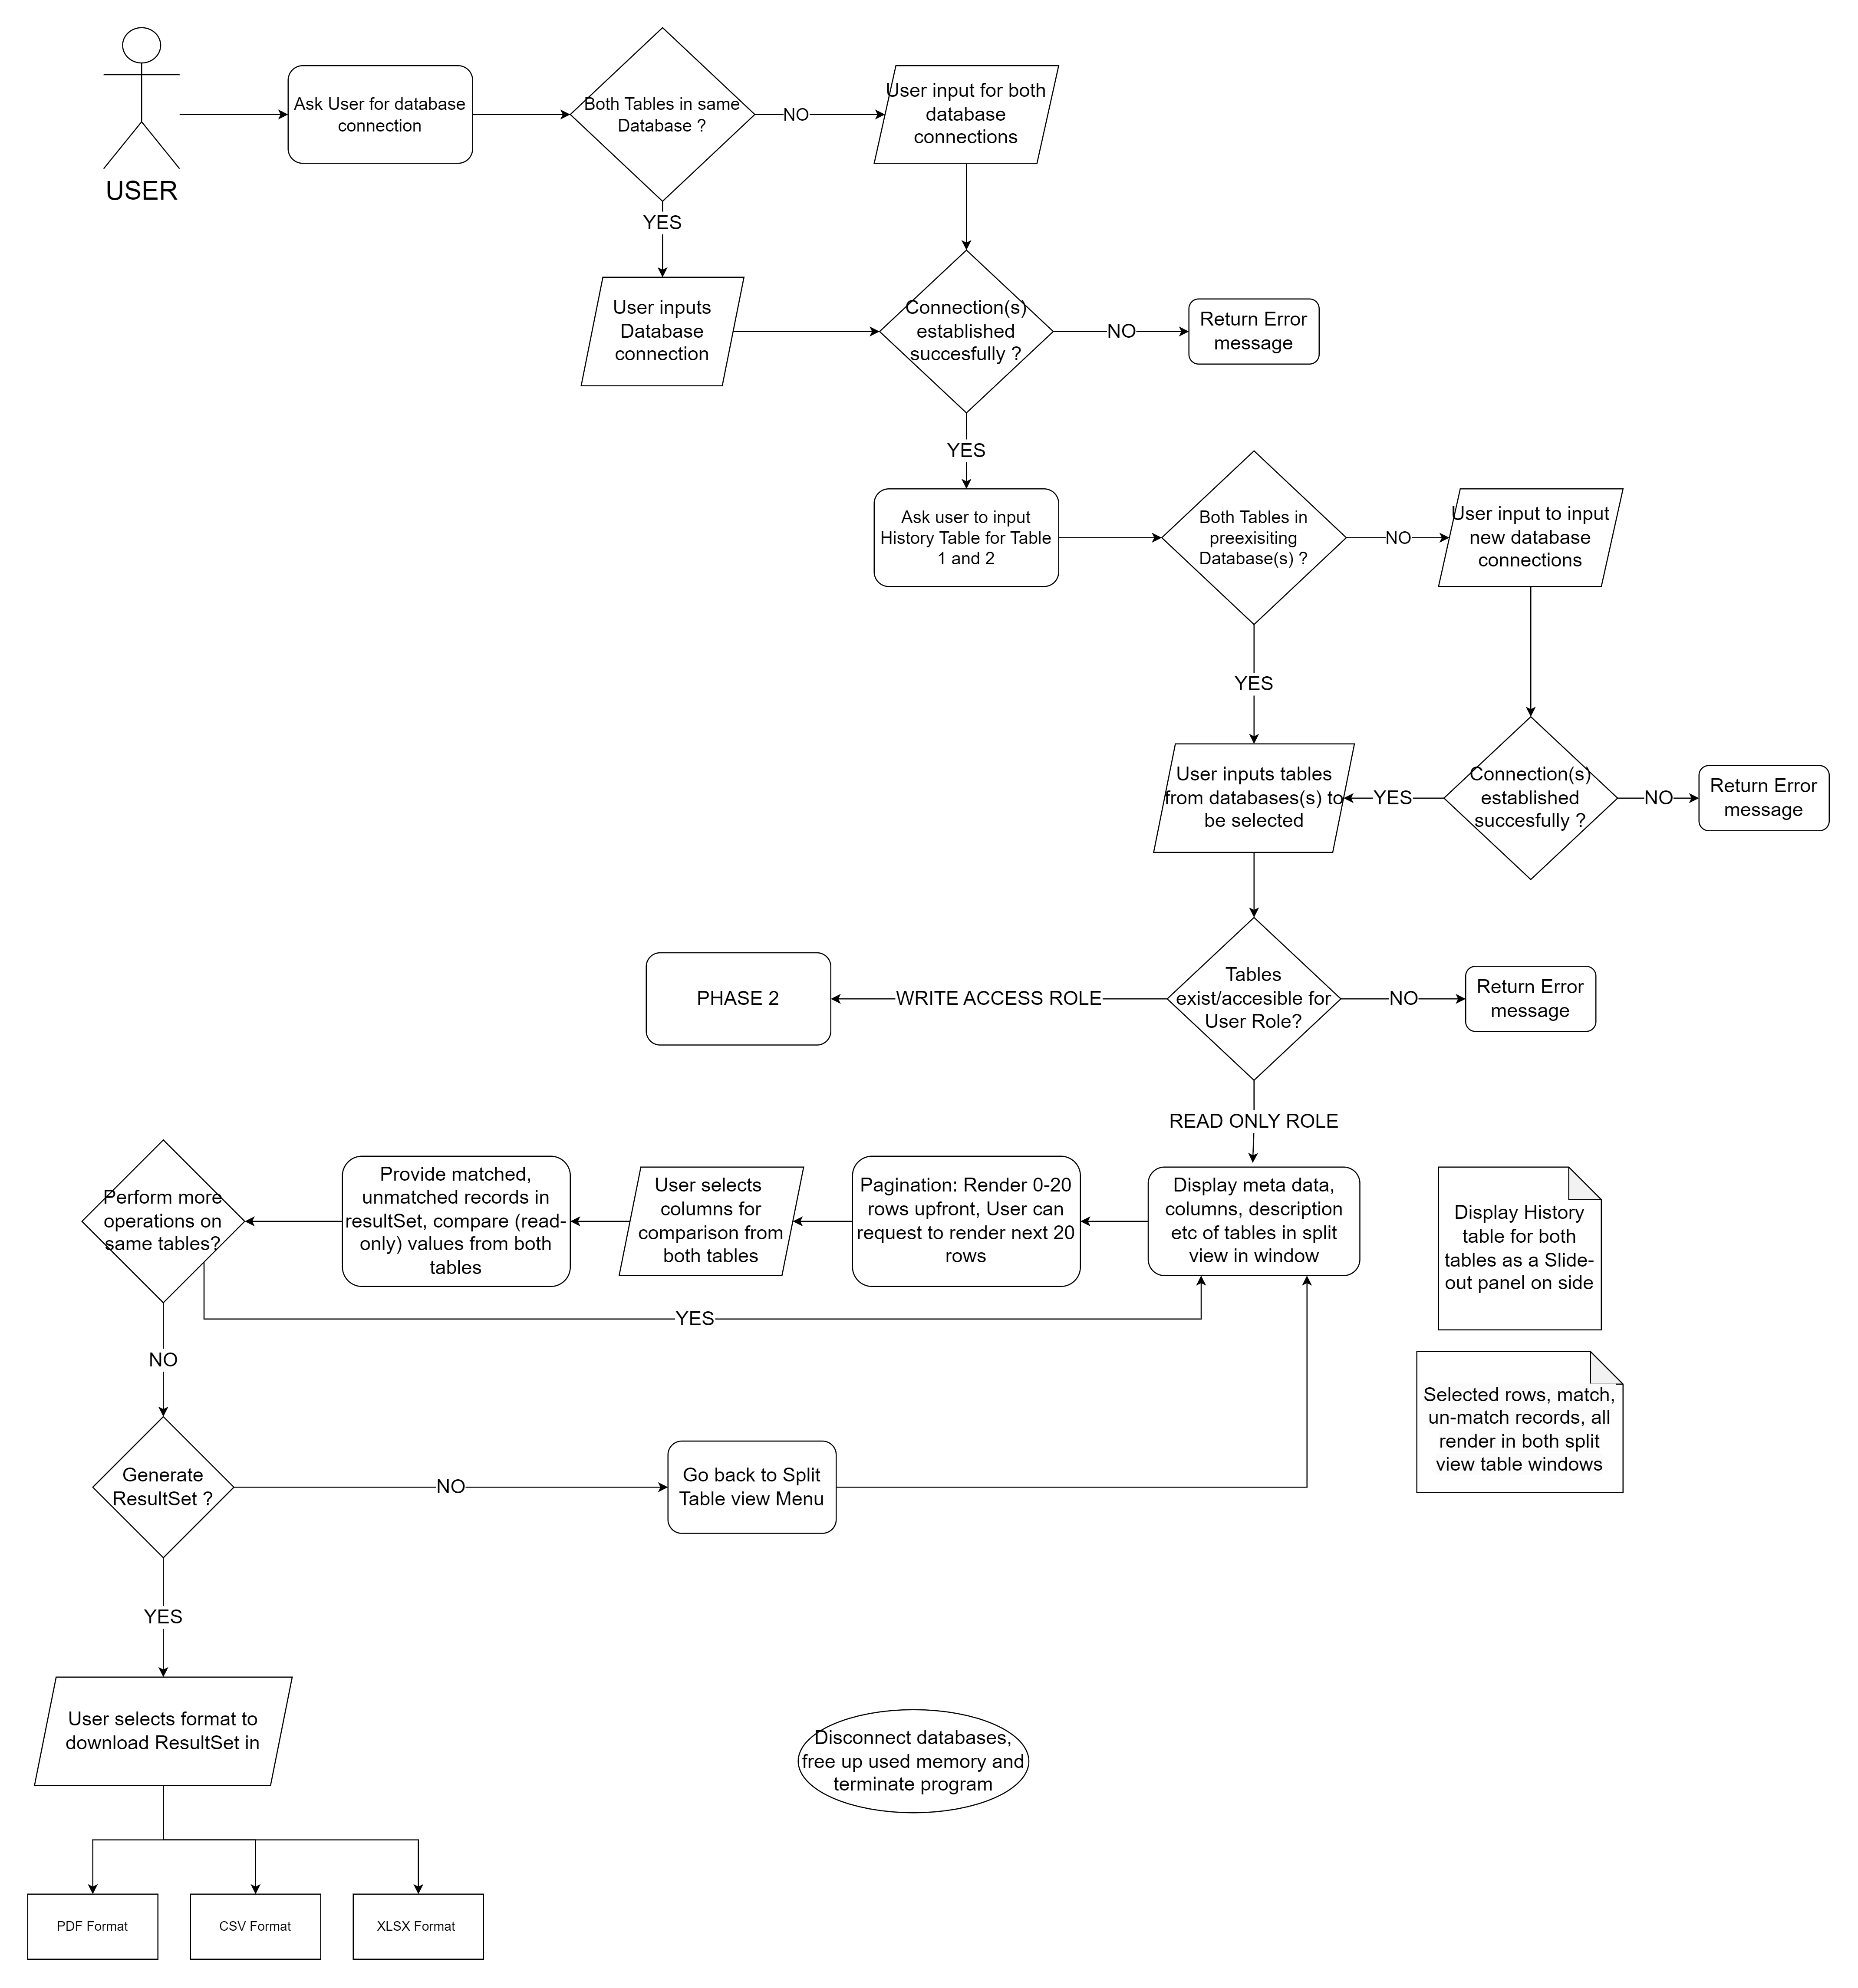 USER
Ask User for database
connection
Both Tables in same
Database ?
NO
User input for both
database
connections
YES
User inputs
Database
connection
Connection(s)
established
succesfully ?
NO
Return Error
message
YES
Ask user to input
History Table for Table
1 and 2
Both Tables in
preexisiting
Database(s) ?
NO
User input to input
new database
connections
YES
User inputs tables
from databases(s) to
be selected
YES
Connection(s)
established
succesfully ?
NO
Return Error
message
PHASE 2
WRITE ACCESS ROLE
Tables
exist/accesible for
User Role?
NO
Return Error
message
READ ONLY ROLE
Perform more
operations on
same tables?
Provide matched,
unmatched records in
resultSet, compare (read-
only) values from both
tables
User selects
columns for
comparison from
both tables
Pagination: Render 0-20
rows upfront, User can
request to render next 20
rows
Display meta data,
columns, description
etc of tables in split
view in window
Display History
table for both
tables as a Slide-
out panel on side
YES
NO
Selected rows, match,
un-match records, all
render in both split
view table windows
Generate
ResultSet ?
NO
Go back to Split
Table view Menu
YES
User selects format to
download ResultSet in
Disconnect databases,
free up used memory and
terminate program
PDF Format
CSV Format
XLSX Format